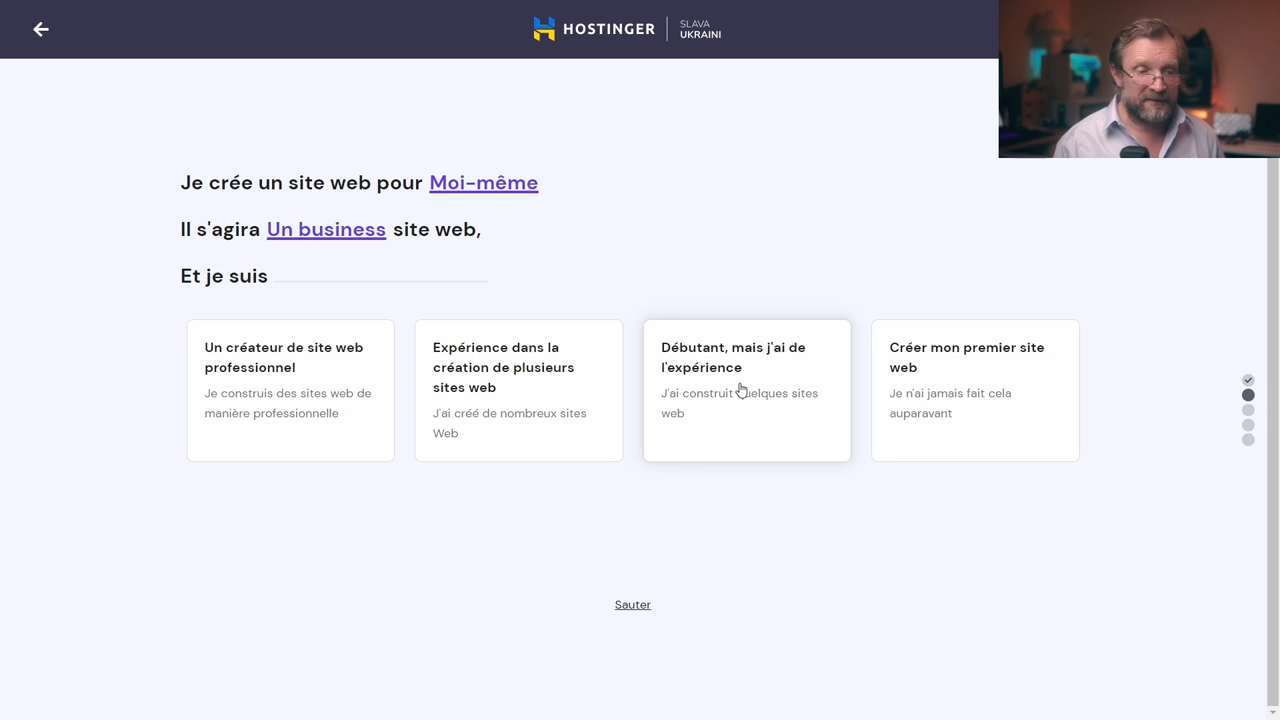 HOSTINGER
SLAVA
UKRAINI
Je crée un site web pour Moi-même
Il s'agira Un business site web,
Et je suis
Un créateur de site web
professionnel
Je construis des sites web de
manière professionnelle
Expérience dans la
création de plusieurs
sites web
J'ai créé de nombreux sites
Web
Débutant, mais j'ai de
l'expérience
J'ai construit quelques sites
web
Créer mon premier site
web
Je n'ai jamais fait cela
auparavant
Sauter